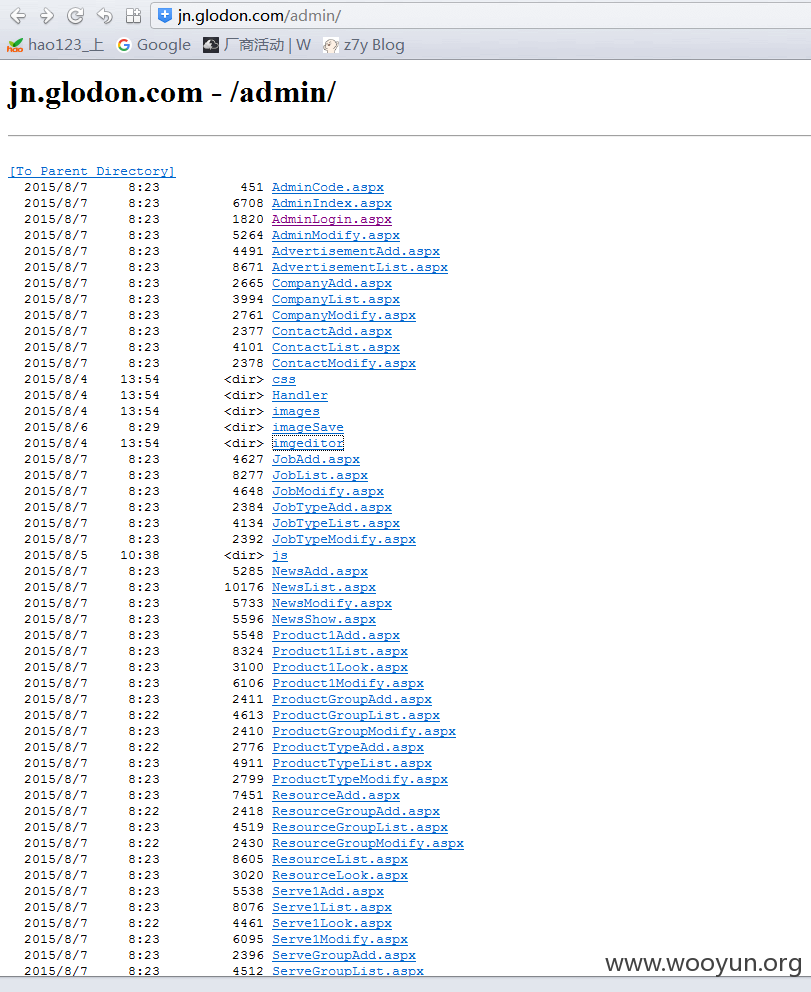 jn.glodon.com/admin/
hao123_上 Google 厂商活动 | W z7y Blog
jn.glodon.com - /admin/
[To Parent Directory]
2015/8/7 8:23 451 AdminCode.aspx
2015/8/7 8:23 6708 AdminIndex.aspx
2015/8/7 8:23 1820 AdminLogin.aspx
2015/8/7 8:23 5264 AdminModify.aspx
2015/8/7 8:23 4491 AdvertisementAdd.aspx
2015/8/7 8:23 8671 AdvertisementList.aspx
2015/8/7 8:23 2665 CompanyAdd.aspx
2015/8/7 8:23 3994 CompanyList.aspx
2015/8/7 8:23 2761 CompanyModify.aspx
2015/8/7 8:23 2377 ContactAdd.aspx
2015/8/7 8:23 4101 ContactList.aspx
2015/8/7 8:23 2378 ContactModify.aspx
2015/8/4 13:54 <dir> css
2015/8/4 13:54 <dir> Handler
2015/8/4 13:54 <dir> images
2015/8/6 8:29 <dir> imageSave
2015/8/4 13:54 <dir> imgeditor
2015/8/7 8:23 4627 JobAdd.aspx
2015/8/7 8:23 8277 JobList.aspx
2015/8/7 8:23 4648 JobModify.aspx
2015/8/7 8:23 2384 JobTypeAdd.aspx
2015/8/7 8:23 4134 JobTypeList.aspx
2015/8/7 8:23 2392 JobTypeModify.aspx
2015/8/5 10:38 <dir> js
2015/8/7 8:23 5285 NewsAdd.aspx
2015/8/7 8:23 10176 NewsList.aspx
2015/8/7 8:23 5733 NewsModify.aspx
2015/8/7 8:23 5596 NewsShow.aspx
2015/8/7 8:23 5548 Product1Add.aspx
2015/8/7 8:23 8324 Product1List.aspx
2015/8/7 8:23 3100 Product1Look.aspx
2015/8/7 8:23 6106 Product1Modify.aspx
2015/8/7 8:23 2411 ProductGroupAdd.aspx
2015/8/7 8:22 4613 ProductGroupList.aspx
2015/8/7 8:23 2410 ProductGroupModify.aspx
2015/8/7 8:22 2776 ProductTypeAdd.aspx
2015/8/7 8:23 4911 ProductTypeList.aspx
2015/8/7 8:23 2799 ProductTypeModify.aspx
2015/8/7 8:23 7451 ResourceAdd.aspx
2015/8/7 8:22 2418 ResourceGroupAdd.aspx
2015/8/7 8:23 4519 ResourceGroupList.aspx
2015/8/7 8:22 2430 ResourceGroupModify.aspx
2015/8/7 8:23 8605 ResourceList.aspx
2015/8/7 8:23 3020 ResourceLook.aspx
2015/8/7 8:23 5538 Serve1Add.aspx
2015/8/7 8:23 8076 Serve1List.aspx
2015/8/7 8:22 4461 Serve1Look.aspx
2015/8/7 8:23 6095 Serve1Modify.aspx
2015/8/7 8:23 2396 ServeGroupAdd.aspx
2015/8/7 8:23 4512 ServeGroupList.aspx
www.wooyun.org